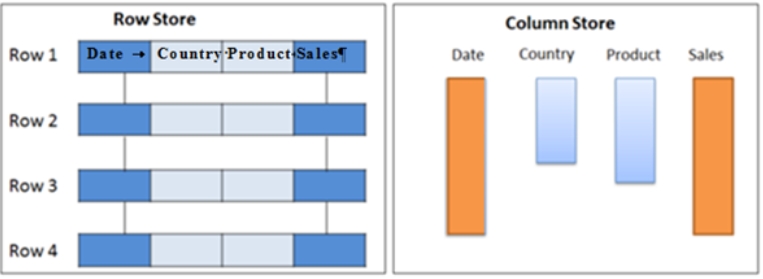 Row Store
Row 1 Date → Country Product Sales¶
Row 2
Row 3
Row 4
Column Store
Date Country Product Sales